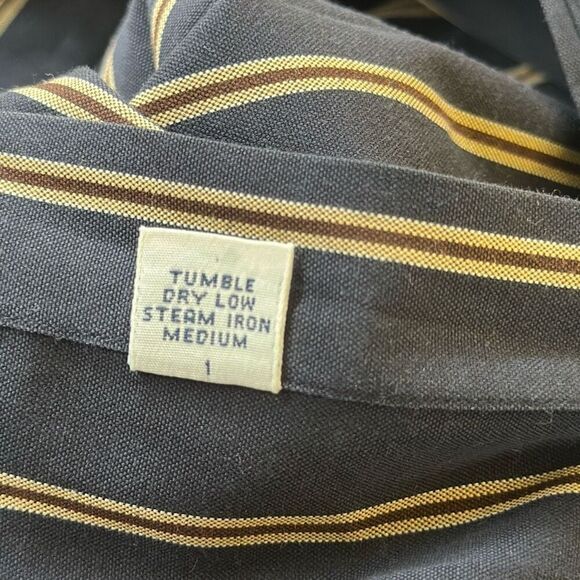 TUMBLE
DRY LOW
STEAM IRON
MEDIUM
1